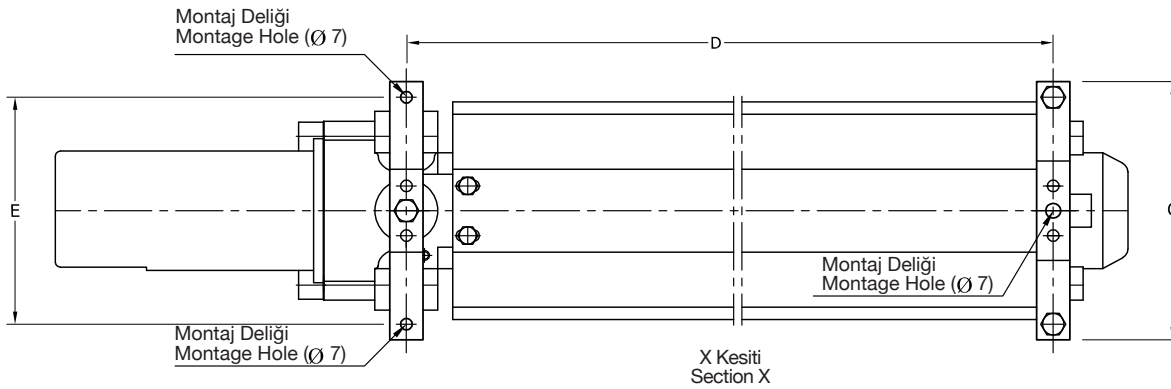 Montaj Deliği
Montage Hole (Ø 7)
D
E
Montaj Deliği
Montage Hole (Ø 7)
Montaj Deliği
Montage Hole (Ø 7)
X Kesiti
Section X